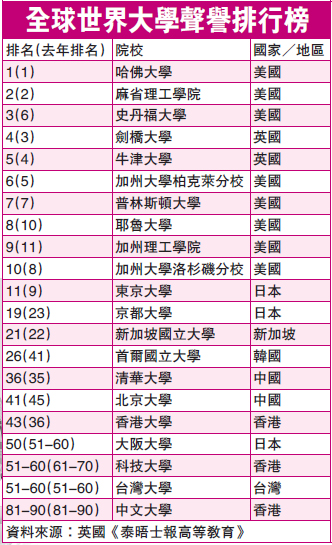 全球世界大學聲譽排行榜
排名(去年排名) 院校 國家／地區
1(1) 哈佛大學 美國
2(2) 麻省理工學院 美國
3(6) 史丹福大學 美國
4(3) 劍橋大學 英國
5(4) 牛津大學 英國
6(5) 加州大學柏克萊分校 美國
7(7) 普林斯頓大學 美國
8(10) 耶魯大學 美國
9(11) 加州理工學院 美國
10(8) 加州大學洛杉磯分校 美國
11(9) 東京大學 日本
19(23) 京都大學 日本
21(22) 新加坡國立大學 新加坡
26(41) 首爾國立大學 韓國
36(35) 清華大學 中國
41(45) 北京大學 中國
43(36) 香港大學 香港
50(51-60) 大阪大學 日本
51-60(61-70) 科技大學 香港
51-60(51-60) 台灣大學 台灣
81-90(81-90) 中文大學 香港
資料來源：英國《泰晤士報高等教育》